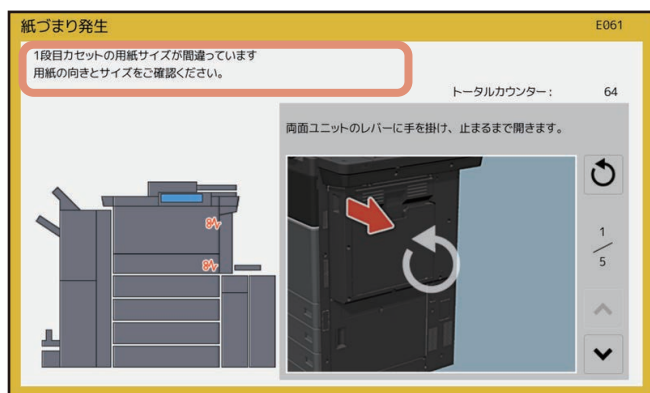 紙づまり発生
E061
1段目カセットの用紙サイズが間違っています
用紙の向きとサイズをご確認ください。
トータルカウンター： 64
両面ユニットのレバーに手を掛け、止まるまで開きます。
1
5